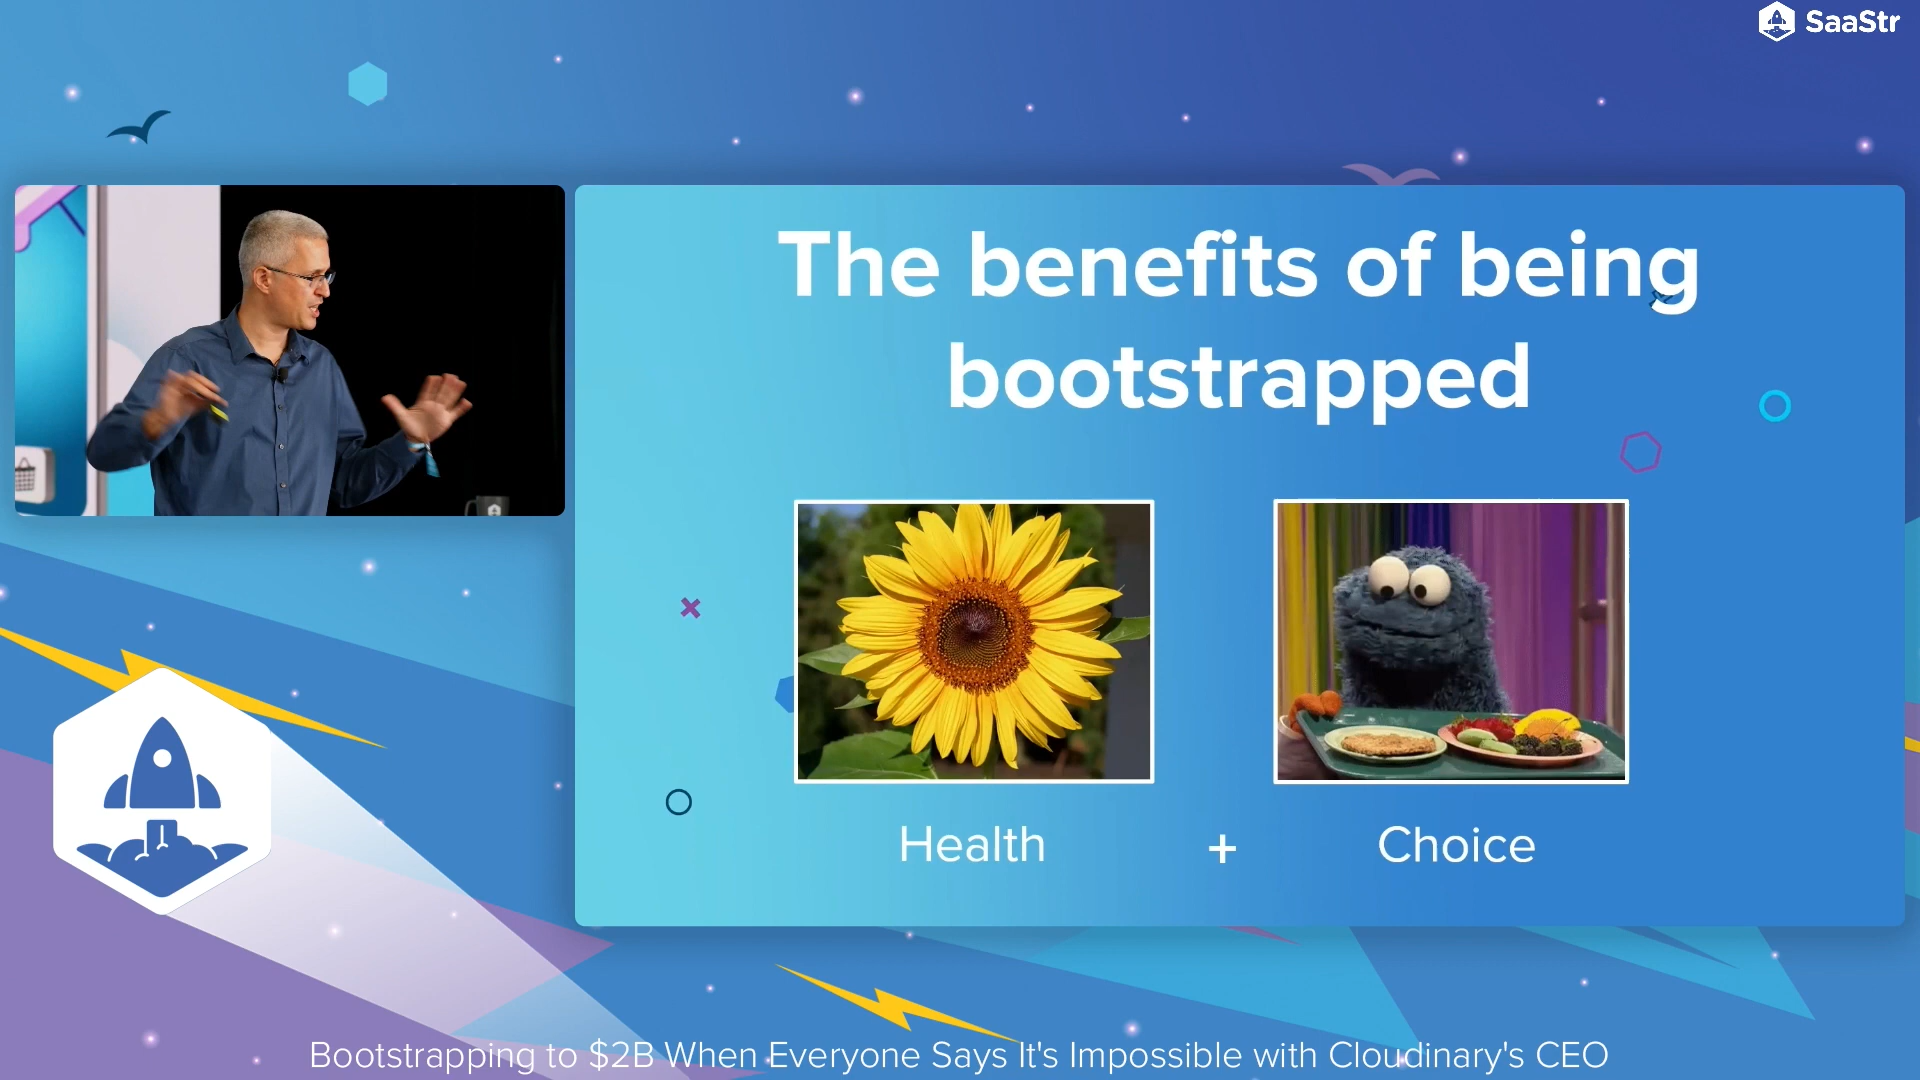 SaaStr
The benefits of being
bootstrapped
Health + Choice
Bootstrapping to $2B When Everyone Says It's Impossible with Cloudinary's CEO